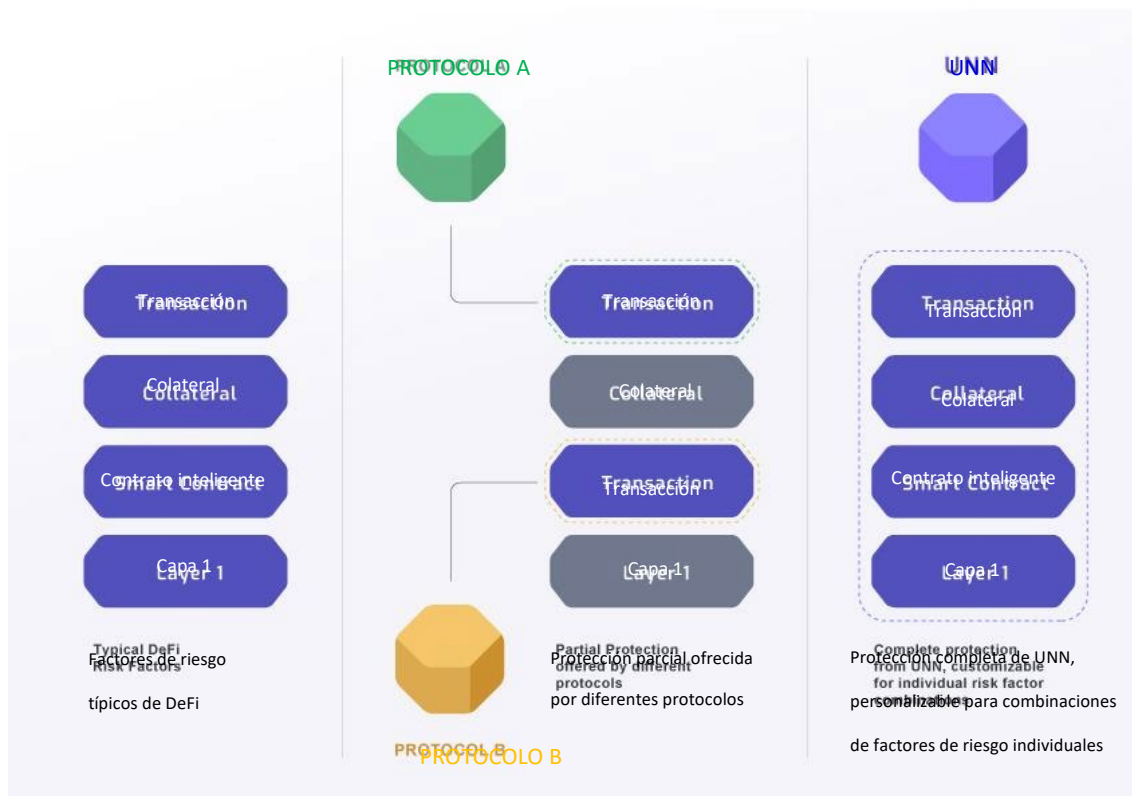 PROTOCOL A
PROTOCOLO A
UNN
UNN
Transacción
Transaction
Colateral
Collateral
Contrato inteligente
Smart Contract
Capa 1
Layer 1
Typical DeFi
Risk Factors
Factores de riesgo
típicos de DeFi
Transacción
Transaction
Colateral
Collateral
Transaction
Transacción
Capa 1
Layer 1
Partial Protection
offered by different
protocols
Protección parcial ofrecida
por diferentes protocolos
PROTOCOL B
PROTOCOLO B
Transaction
Transacción
Collateral
Colateral
Contrato inteligente
Smart Contract
Capa 1
Layer 1
Complete protection
from UNN, customizable
for individual risk factor
combinations
Protección completa de UNN,
personalizable para combinaciones
de factores de riesgo individuales